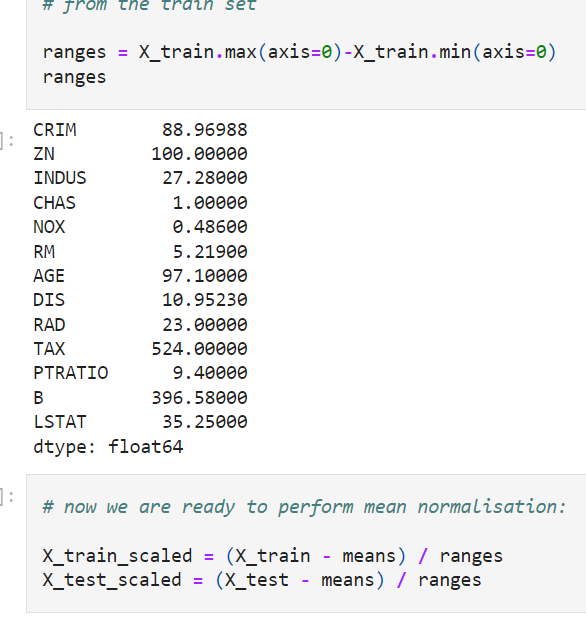 # from the train set
ranges = X_train.max(axis=0)-X_train.min(axis=0)
ranges
]:
CRIM 88.96988
ZN 100.00000
INDUS 27.28000
CHAS 1.00000
NOX 0.48600
RM 5.21900
AGE 97.10000
DIS 10.95230
RAD 23.00000
TAX 524.00000
PTRATIO 9.40000
B 396.58000
LSTAT 35.25000
dtype: float64
]:
# now we are ready to perform mean normalisation:
X_train_scaled = (X_train - means) / ranges
X_test_scaled = (X_test - means) / ranges